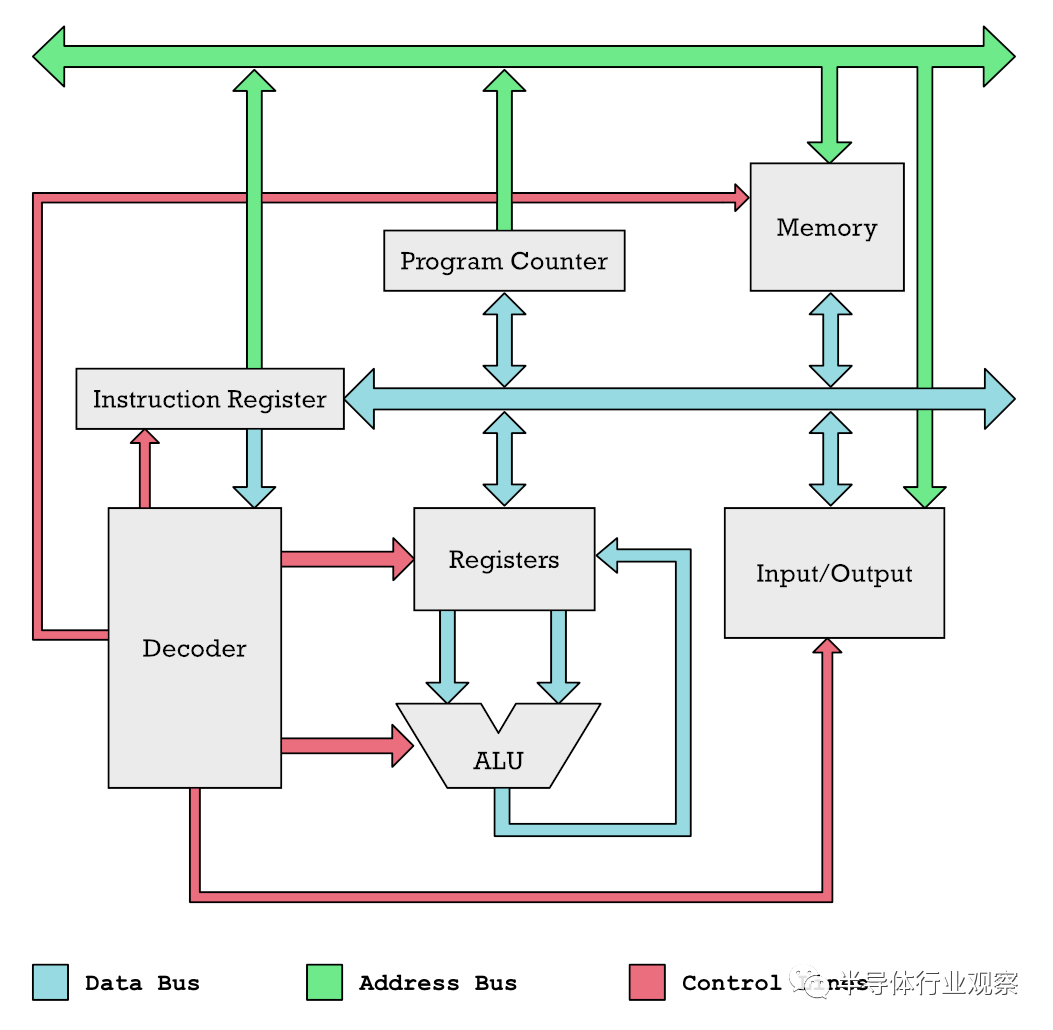 Memory
Program Counter
Instruction Register
Registers
Input/Output
Decoder
ALU
Data Bus
Address Bus
Control Lines
半导体行业观察